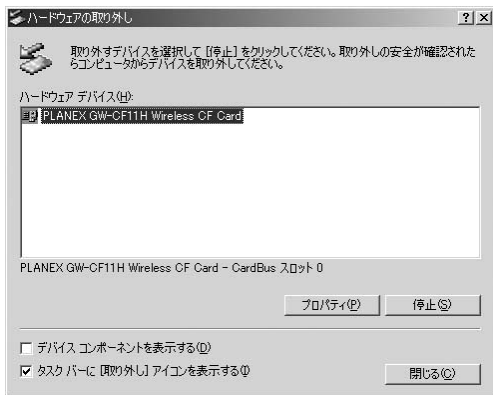 ハードウェアの取り外し
取り外すデバイスを選択して [停止] をクリックしてください。取り外しの安全が確認された
らコンピュータからデバイスを取り外してください。
ハードウェア デバイス(H):
PLANEX GW-CF11H Wireless CF Card
PLANEX GW-CF11H Wireless CF Card - CardBus スロット 0
プロパティ(P)
停止(S)
デバイス コンポーネントを表示する(D)
タスク バーに [取り外し] アイコンを表示する(I)
閉じる(C)